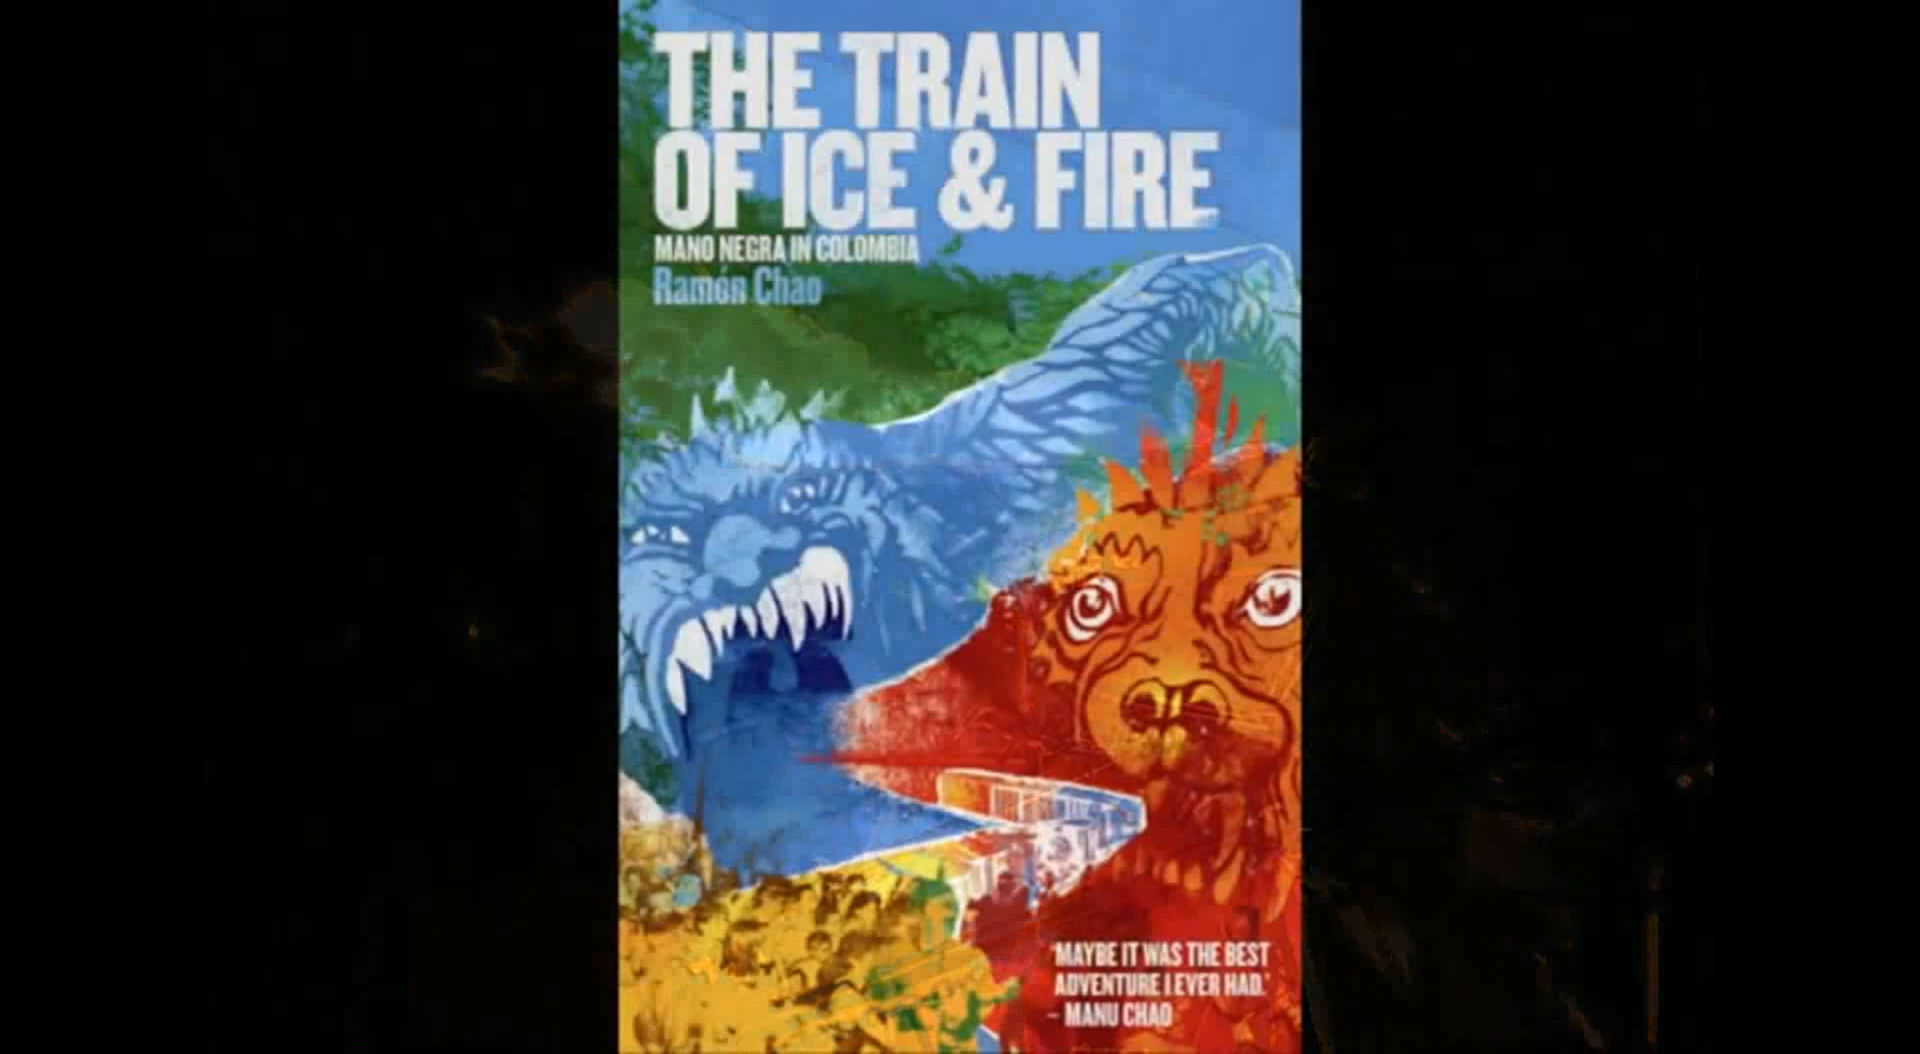 THE TRAIN
OF ICE & FIRE
MANO NEGRA IN COLOMBIA
Ramón Chao
'MAYBE IT WAS THE BEST
ADVENTURE I EVER HAD.'
– MANU CHAO